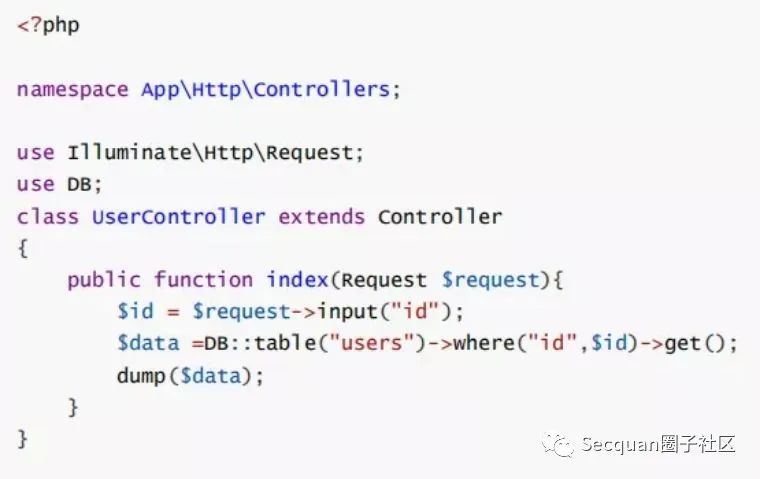 <?php
namespace App\Http\Controllers;
use Illuminate\Http\Request;
use DB;
class UserController extends Controller
{
public function index(Request $request){
$id = $request->input("id");
$data =DB::table("users")->where("id",$id)->get();
dump($data);
}
}
Secquan圈子社区